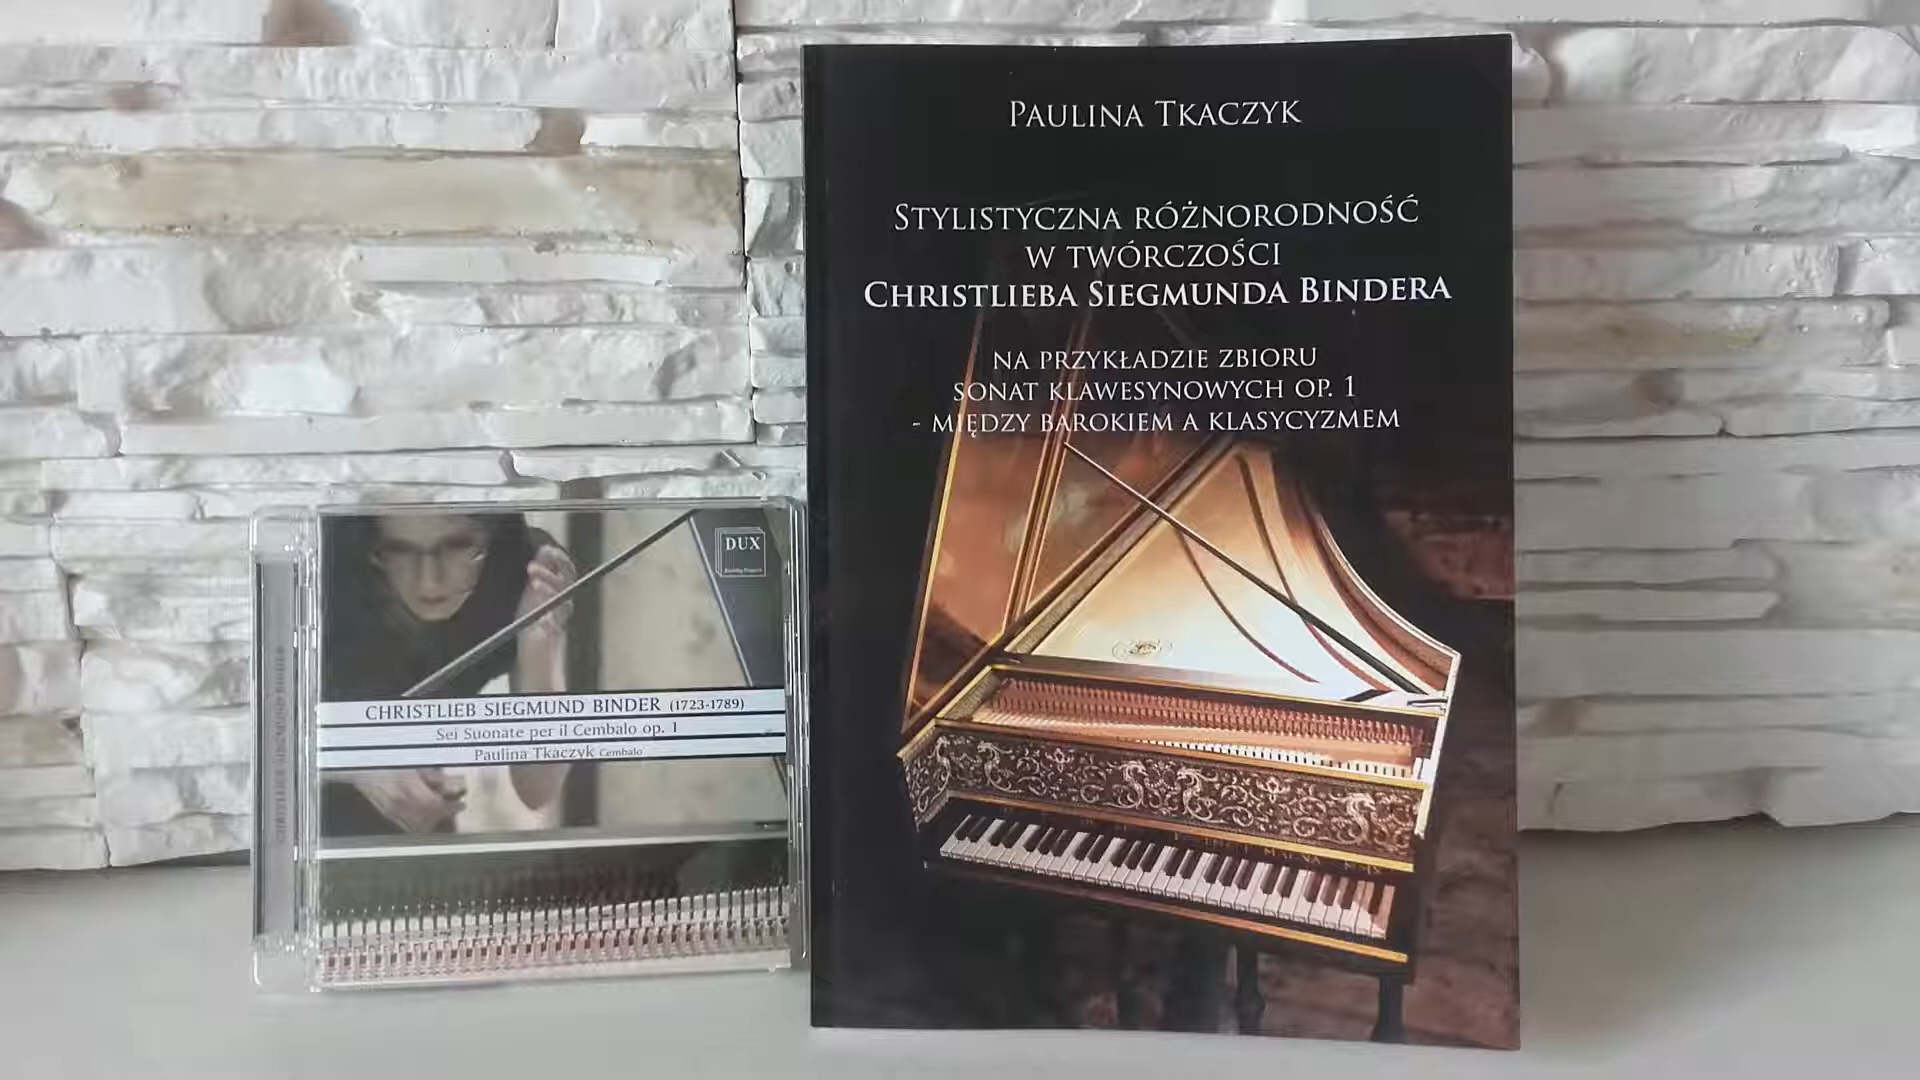 PAULINA TKACZYK
STYLISTYCZNA RÓŻNORODNOŚĆ
W TWÓRCZOŚCI
CHRISTLIEBA SIEGMUNDA BINDERA
NA PRZYKŁADZIE ZBIORU
SONAT KLAWESYNOWYCH OP. 1
- MIĘDZY BAROKIEM A KLASYCYZMEM
DUX
CHRISTLIEB SIEGMUND BINDER (1723-1789)
Sei Suonate per il Cembalo op. 1
Paulina Tkaczyk Cembalo